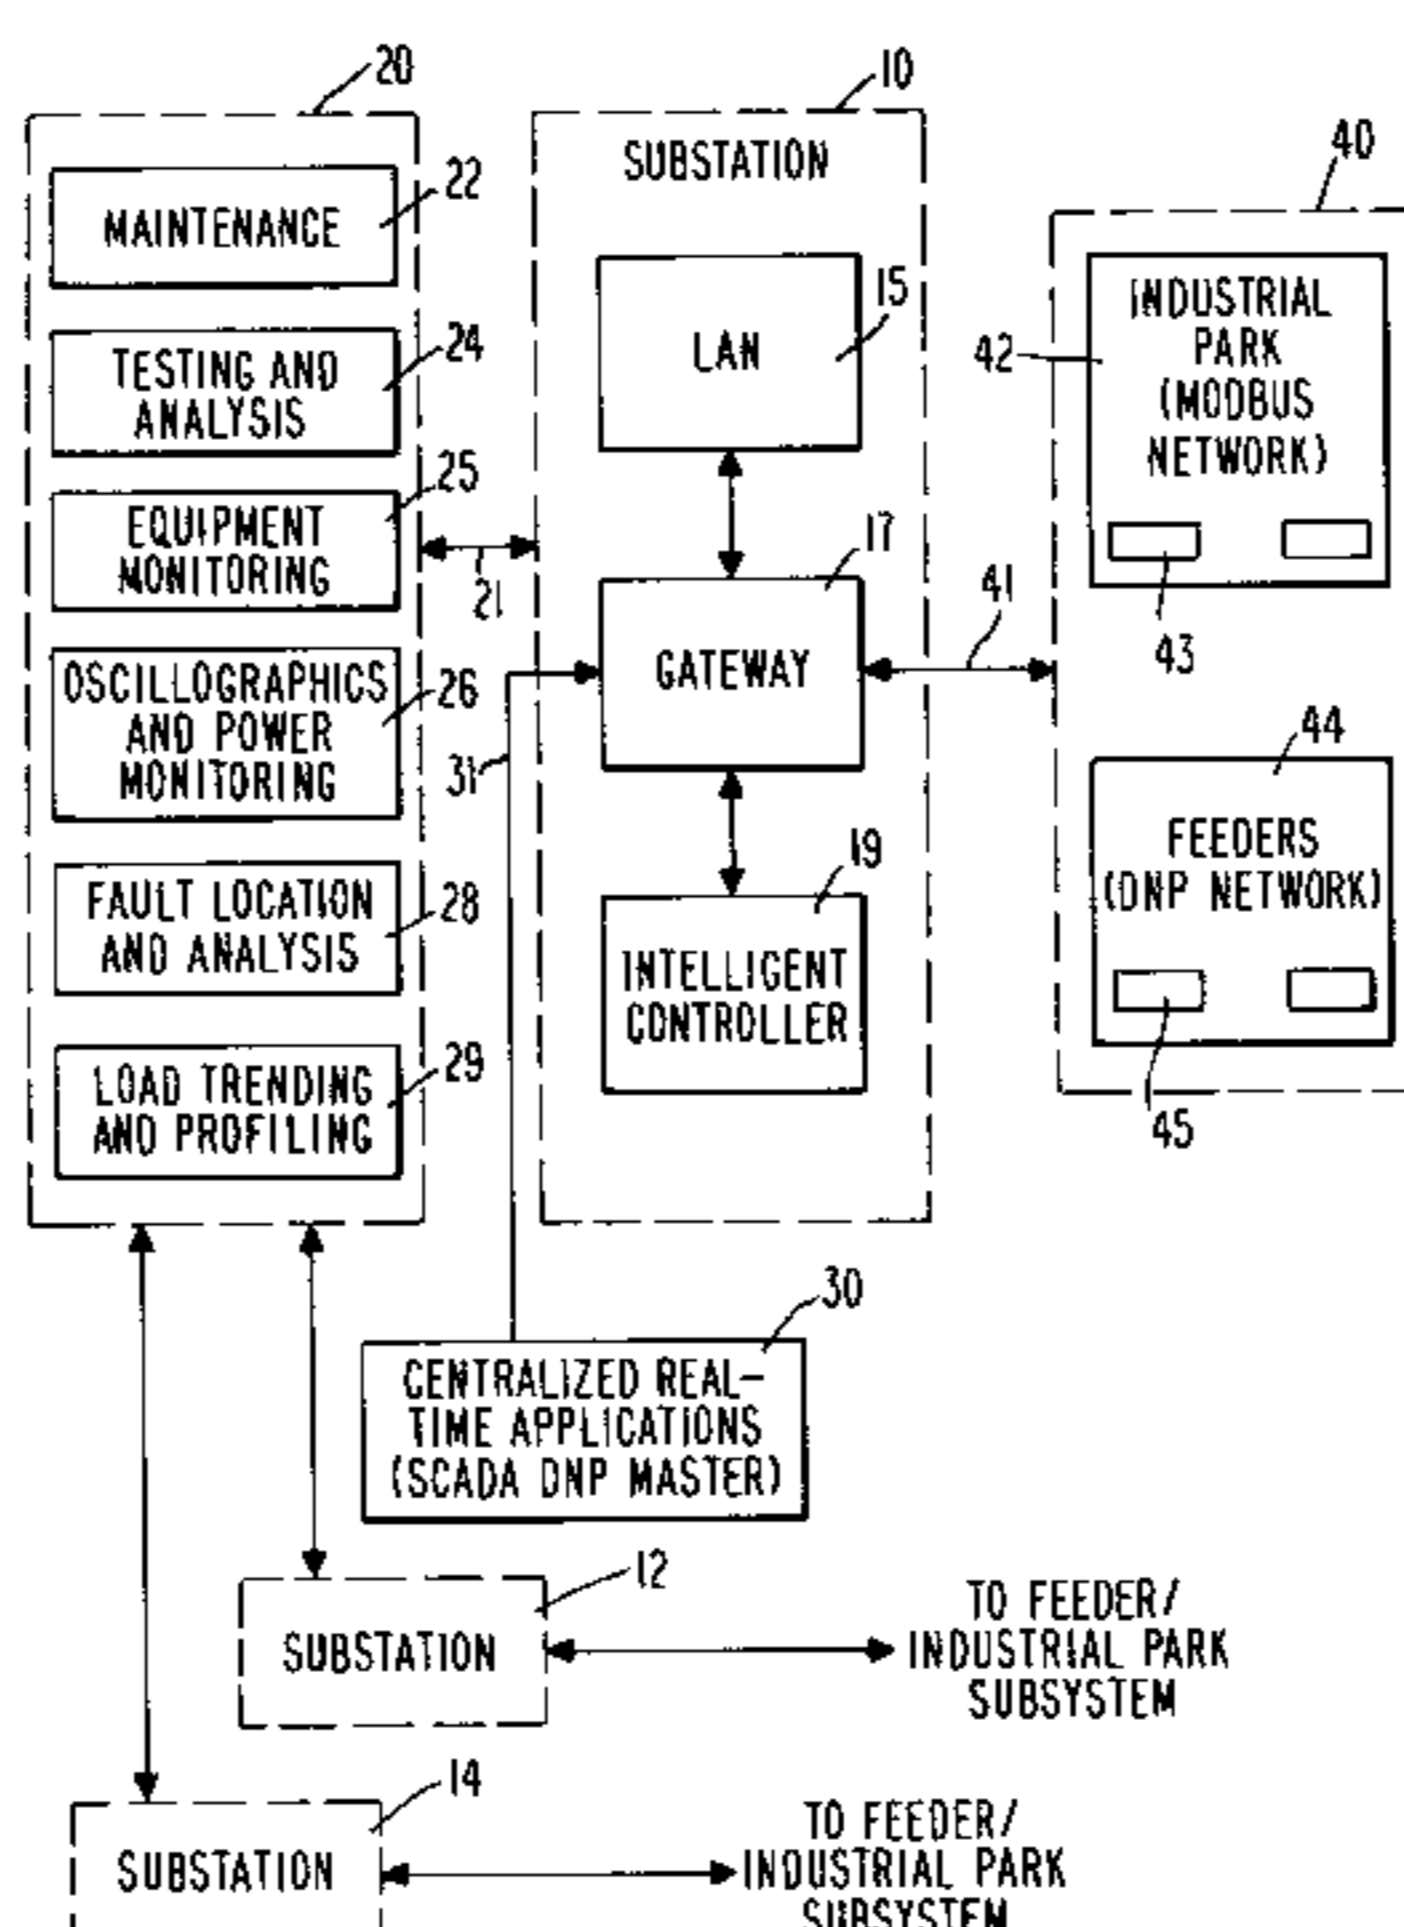 20
MAINTENANCE
22
TESTING AND
ANALYSIS
24
EQUIPMENT
MONITORING
25
OSCILLOGRAPHICS
AND POWER
MONITORING
26
FAULT LOCATION
AND ANALYSIS
28
LOAD TRENDING
AND PROFILING
29
21
31
10
SUBSTATION
LAN
15
GATEWAY
17
INTELLIGENT
CONTROLLER
19
41
40
INDUSTRIAL
PARK
(MODBUS
NETWORK)
42
43
44
FEEDERS
(DNP NETWORK)
45
30
CENTRALIZED REAL-
TIME APPLICATIONS
(SCADA DNP MASTER)
12
SUBSTATION
TO FEEDER/
INDUSTRIAL PARK
SUBSYSTEM
14
SUBSTATION
TO FEEDER/
INDUSTRIAL PARK
SUBSYSTEM